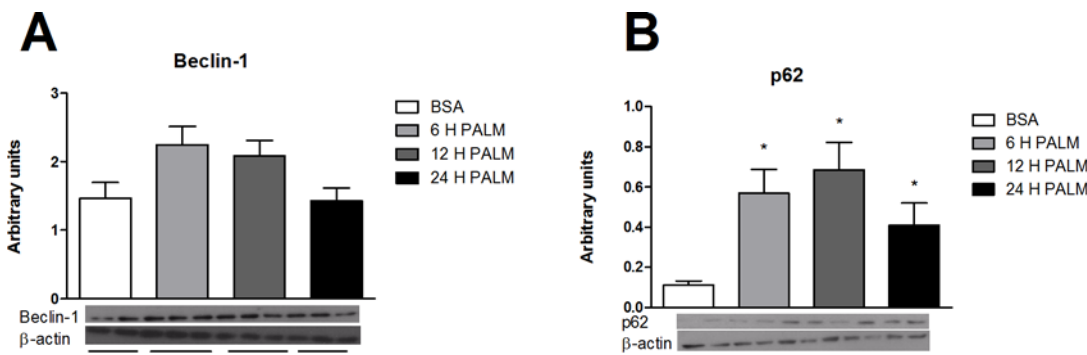 A
Beclin-1
3
2
1
0
Arbitrary units
BSA
6 H PALM
12 H PALM
24 H PALM
Beclin-1
β-actin
B
p62
1.0
0.8
0.6
0.4
0.2
0.0
Arbitrary units
*
*
*
BSA
6 H PALM
12 H PALM
24 H PALM
p62
β-actin